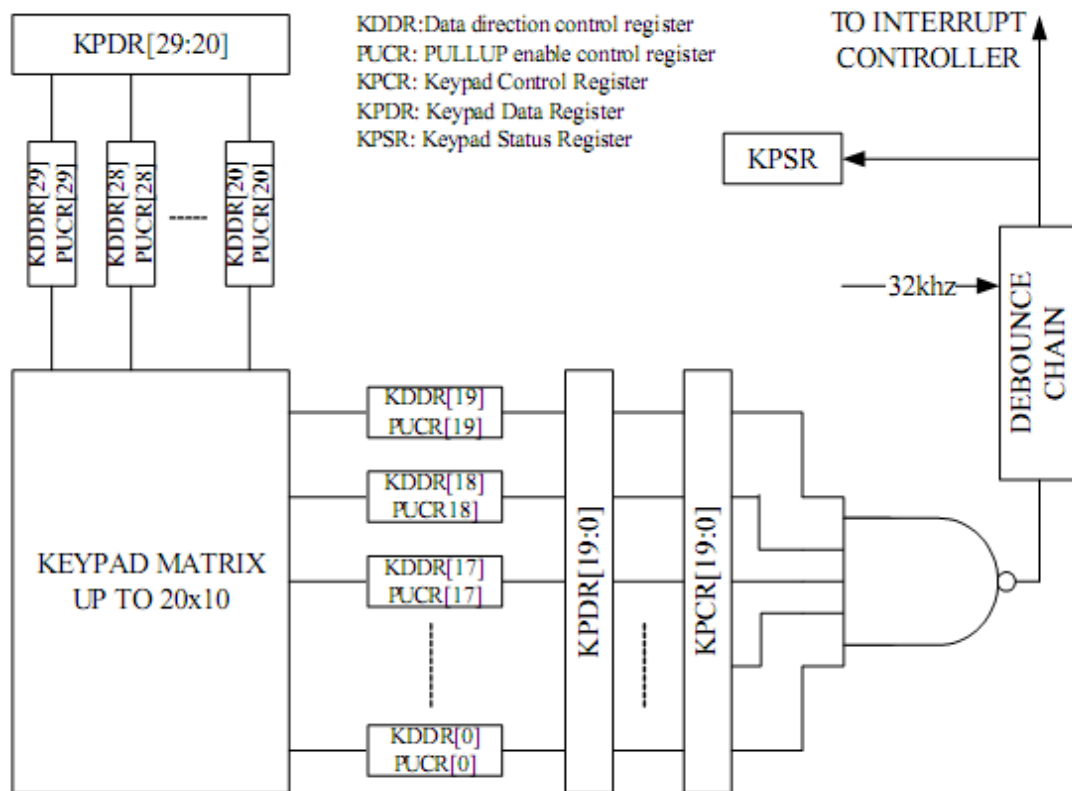 KPDR[29:20]
KDDR:Data direction control register
PUCR: PULLUP enable control register
KPCR: Keypad Control Register
KPDR: Keypad Data Register
KPSR: Keypad Status Register
TO INTERRUPT
CONTROLLER
KPSR
KDDR[29]
PUCR[29]
KDDR[28]
PUCR[28]
KDDR[20]
PUCR[20]
32khz
DEBOUNCE
CHAIN
KEYPAD MATRIX
UP TO 20x10
KDDR[19]
PUCR[19]
KDDR[18]
PUCR18]
KDDR[17]
PUCR[17]
KDDR[0]
PUCR[0]
KPDR[19:0]
KPCR[19:0]